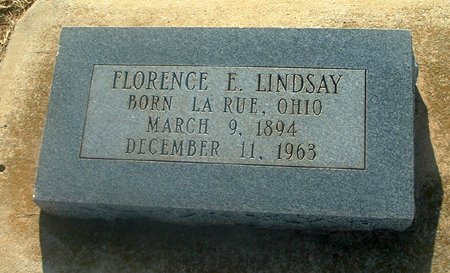 FLORENCE E. LINDSAY
BORN LA RUE, OHIO
MARCH 9, 1894
DECEMBER 11, 1963